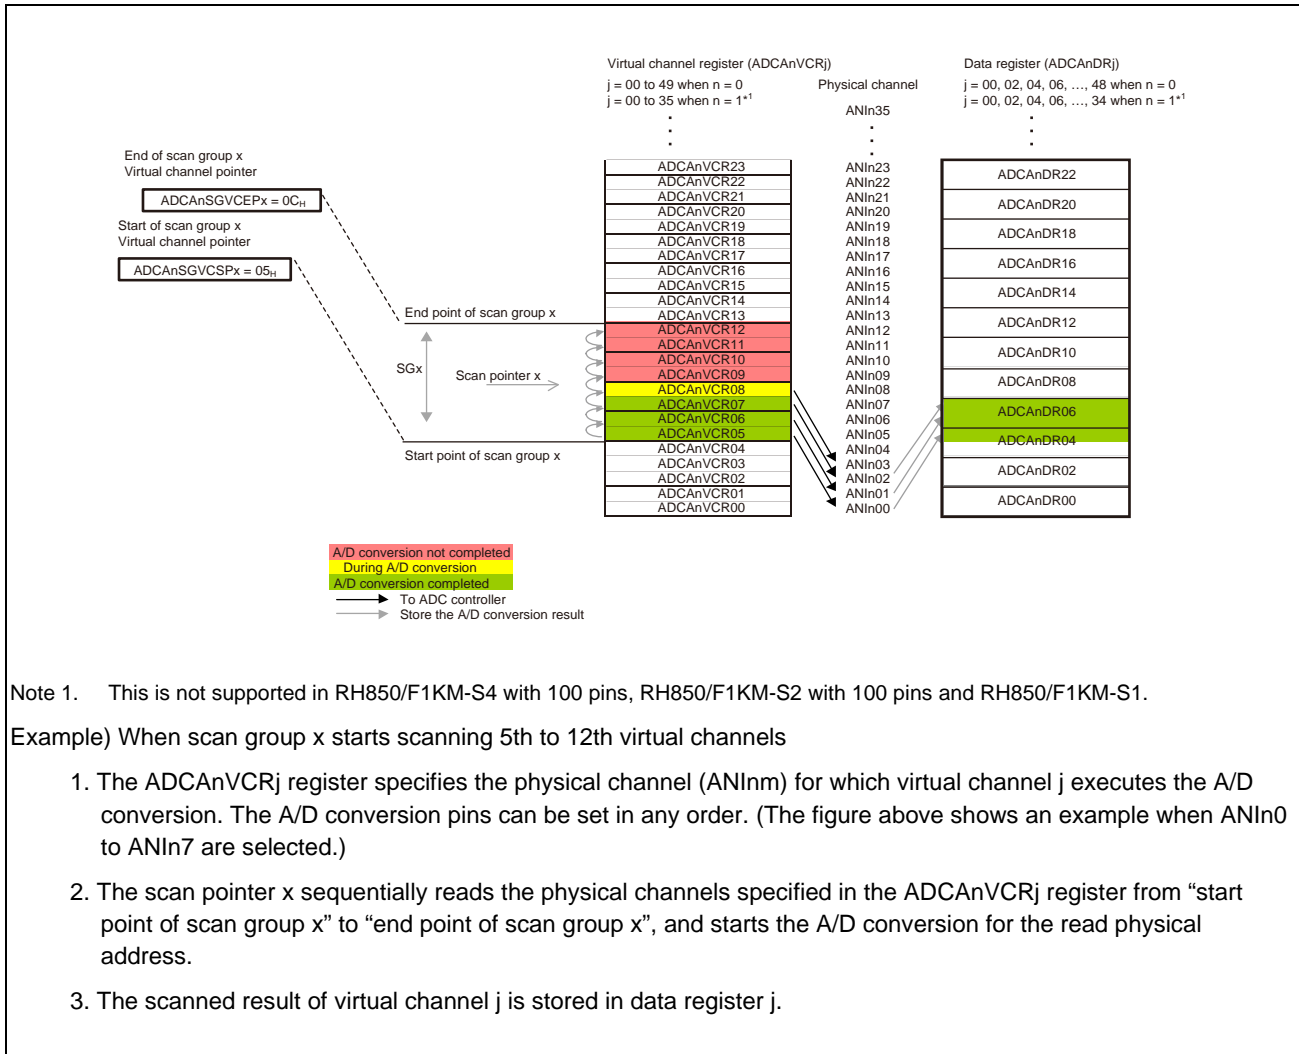 Virtual channel register (ADCAnVCRj)
j = 00 to 49 when n = 0
j = 00 to 35 when n = 1*1
Physical channel
ANIn35
Data register (ADCAnDRj)
j = 00, 02, 04, 06, …, 48 when n = 0
j = 00, 02, 04, 06, …, 34 when n = 1*1
End of scan group x
Virtual channel pointer
ADCAnSGVCEPx = 0CH
Start of scan group x
Virtual channel pointer
ADCAnSGVCSPx = 05H
End point of scan group x
SGx
Scan pointer x
Start point of scan group x
ADCAnVCR23
ADCAnVCR22
ADCAnVCR21
ADCAnVCR20
ADCAnVCR19
ADCAnVCR18
ADCAnVCR17
ADCAnVCR16
ADCAnVCR15
ADCAnVCR14
ADCAnVCR13
ADCAnVCR12
ADCAnVCR11
ADCAnVCR10
ADCAnVCR09
ADCAnVCR08
ADCAnVCR07
ADCAnVCR06
ADCAnVCR05
ADCAnVCR04
ADCAnVCR03
ADCAnVCR02
ADCAnVCR01
ADCAnVCR00
ANIn23
ANIn22
ANIn21
ANIn20
ANIn19
ANIn18
ANIn17
ANIn16
ANIn15
ANIn14
ANIn13
ANIn12
ANIn11
ANIn10
ANIn09
ANIn08
ANIn07
ANIn06
ANIn05
ANIn04
ANIn03
ANIn02
ANIn01
ANIn00
ADCAnDR22
ADCAnDR20
ADCAnDR18
ADCAnDR16
ADCAnDR14
ADCAnDR12
ADCAnDR10
ADCAnDR08
ADCAnDR06
ADCAnDR04
ADCAnDR02
ADCAnDR00
A/D conversion not completed
During A/D conversion
A/D conversion completed
To ADC controller
Store the A/D conversion result
Note 1. This is not supported in RH850/F1KM-S4 with 100 pins, RH850/F1KM-S2 with 100 pins and RH850/F1KM-S1.
Example) When scan group x starts scanning 5th to 12th virtual channels
1. The ADCAnVCRj register specifies the physical channel (ANInm) for which virtual channel j executes the A/D
conversion. The A/D conversion pins can be set in any order. (The figure above shows an example when ANIn0
to ANIn7 are selected.)
2. The scan pointer x sequentially reads the physical channels specified in the ADCAnVCRj register from “start
point of scan group x” to “end point of scan group x”, and starts the A/D conversion for the read physical
address.
3. The scanned result of virtual channel j is stored in data register j.